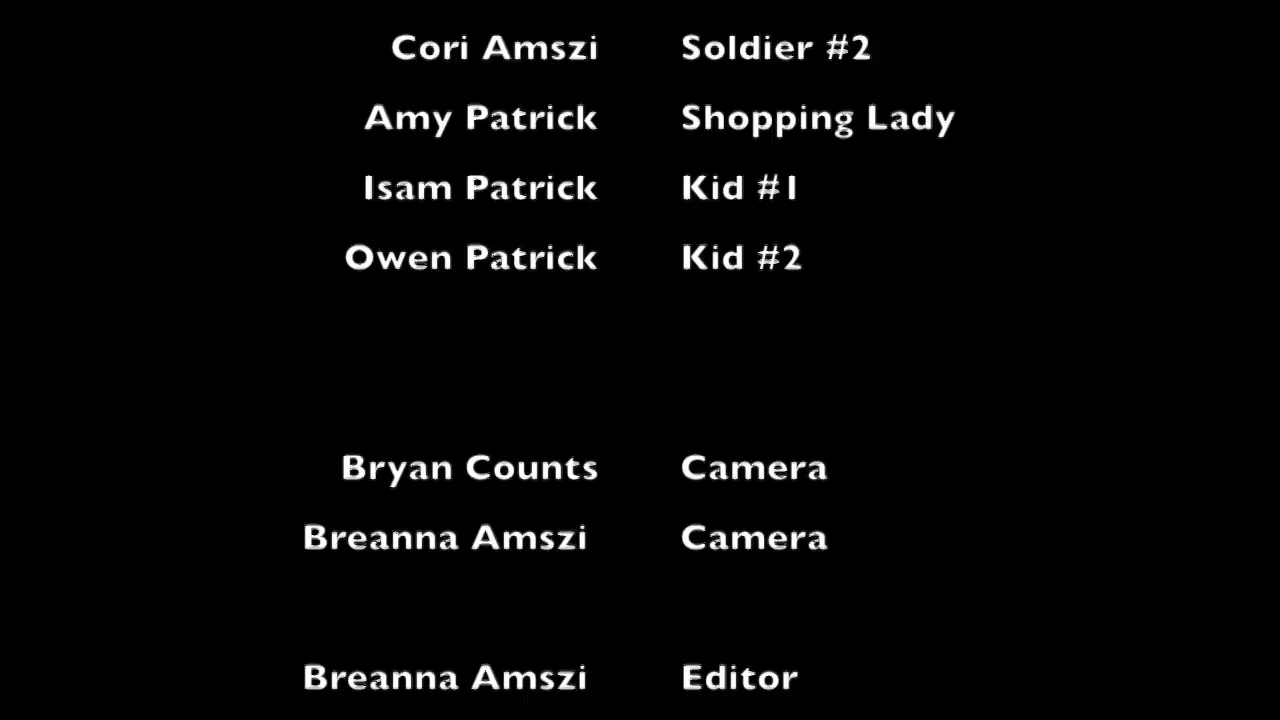 Cori Amszi Soldier #2
Amy Patrick Shopping Lady
Isam Patrick Kid #1
Owen Patrick Kid #2
Bryan Counts Camera
Breanna Amszi Camera
Breanna Amszi Editor